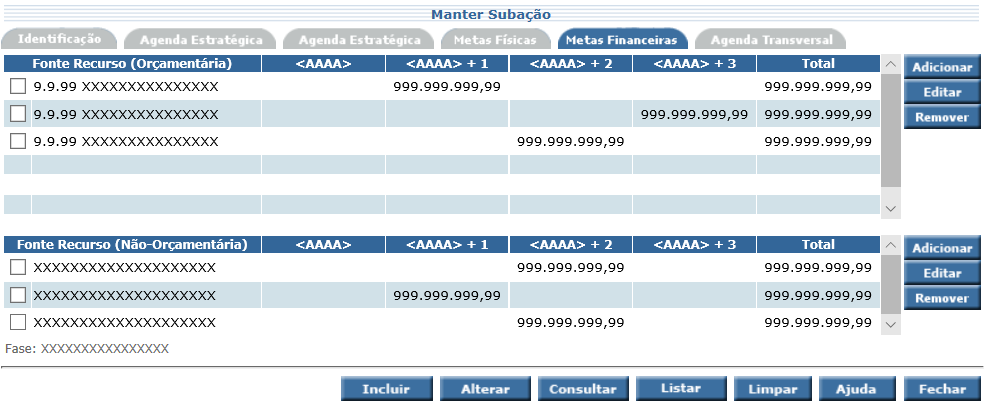 Manter Subação
Identificação Agenda Estratégica Agenda Estratégica Metas Físicas Metas Financeiras Agenda Transversal
Fonte Recurso (Orçamentária) <AAAA> <AAAA> + 1 <AAAA> + 2 <AAAA> + 3 Total Adicionar
9.9.99 XXXXXXXXXXXXXXX 999.999.999,99 999.999.999,99
Editar
9.9.99 XXXXXXXXXXXXXXX 999.999.999,99 999.999.999,99 Remover
9.9.99 XXXXXXXXXXXXXXX 999.999.999,99 999.999.999,99
Fonte Recurso (Não-Orçamentária) <AAAA> <AAAA> + 1 <AAAA> + 2 <AAAA> + 3 Total Adicionar
XXXXXXXXXXXXXXXXXXXX 999.999.999,99 999.999.999,99 Editar
XXXXXXXXXXXXXXXXXXXX 999.999.999,99 999.999.999,99 Remover
XXXXXXXXXXXXXXXXXXXX 999.999.999,99 999.999.999,99
Fase: XXXXXXXXXXXXXXXX
Incluir Alterar Consultar Listar Limpar Ajuda Fechar